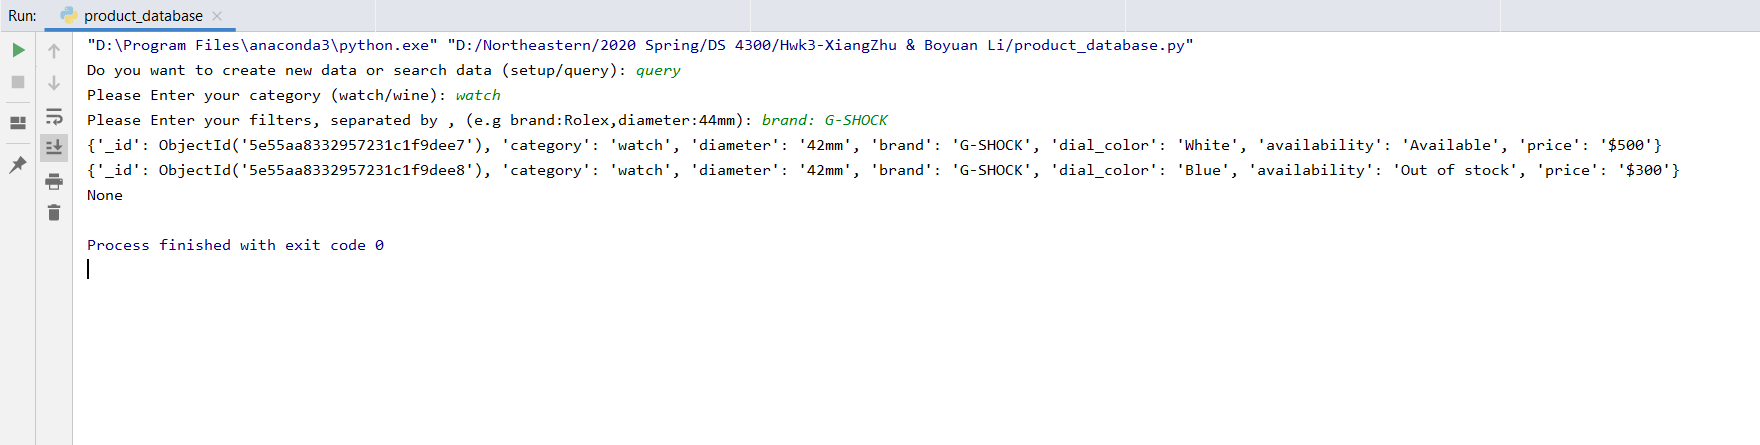 Run: product_database
"D:\Program Files\anaconda3\python.exe" "D:/Northeastern/2020 Spring/DS 4300/Hwk3-XiangZhu & Boyuan Li/product_database.py"
Do you want to create new data or search data (setup/query): query
Please Enter your category (watch/wine): watch
Please Enter your filters, separated by , (e.g brand:Rolex,diameter:44mm): brand: G-SHOCK
{'_id': ObjectId('5e55aa8332957231c1f9dee7'), 'category': 'watch', 'diameter': '42mm', 'brand': 'G-SHOCK', 'dial_color': 'White', 'availability': 'Available', 'price': '$500'}
{'_id': ObjectId('5e55aa8332957231c1f9dee8'), 'category': 'watch', 'diameter': '42mm', 'brand': 'G-SHOCK', 'dial_color': 'Blue', 'availability': 'Out of stock', 'price': '$300'}
None
Process finished with exit code 0